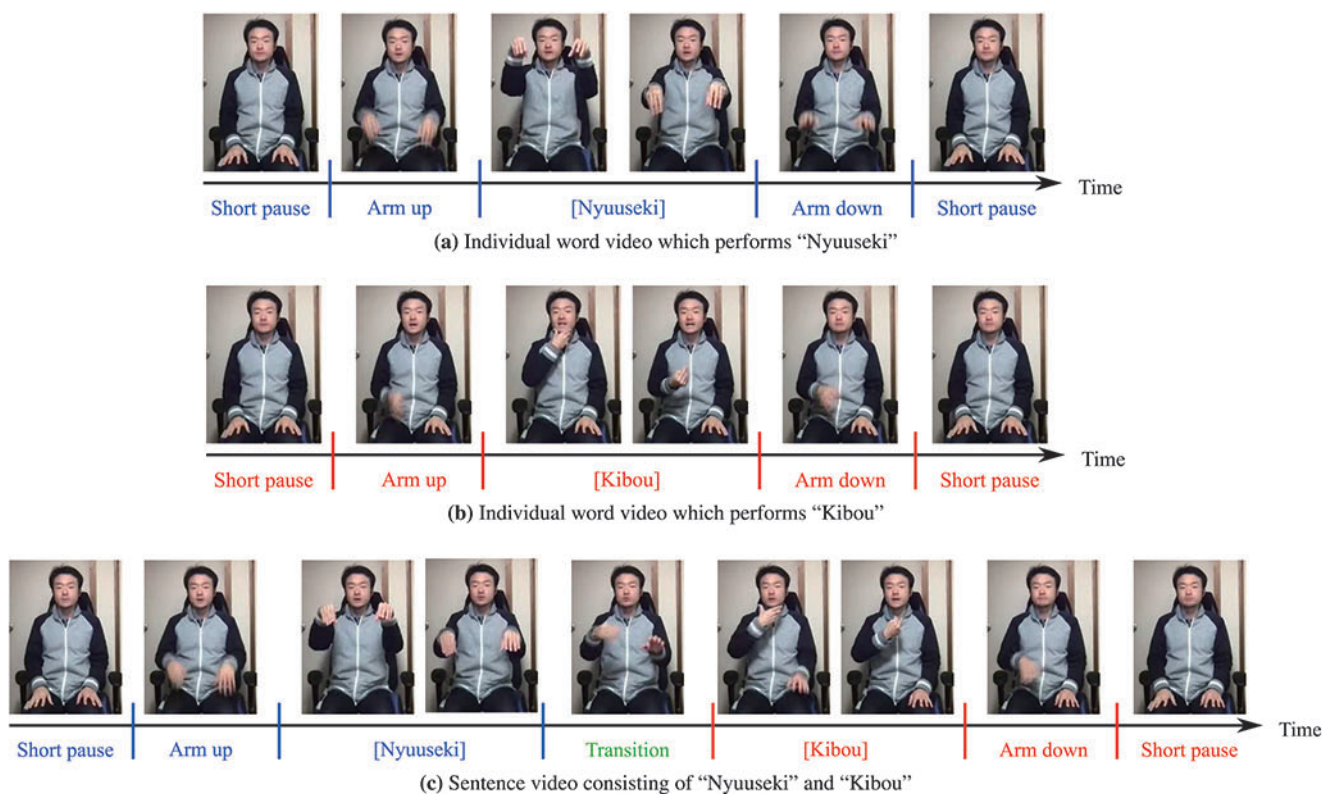 Time
Short pause Arm up [Nyuuseki] Arm down Short pause
(a) Individual word video which performs “Nyuuseki”
Time
Short pause Arm up [Kibou] Arm down Short pause
(b) Individual word video which performs “Kibou”
Time
Short pause Arm up [Nyuuseki] Transition [Kibou] Arm down Short pause
(c) Sentence video consisting of “Nyuuseki” and “Kibou”